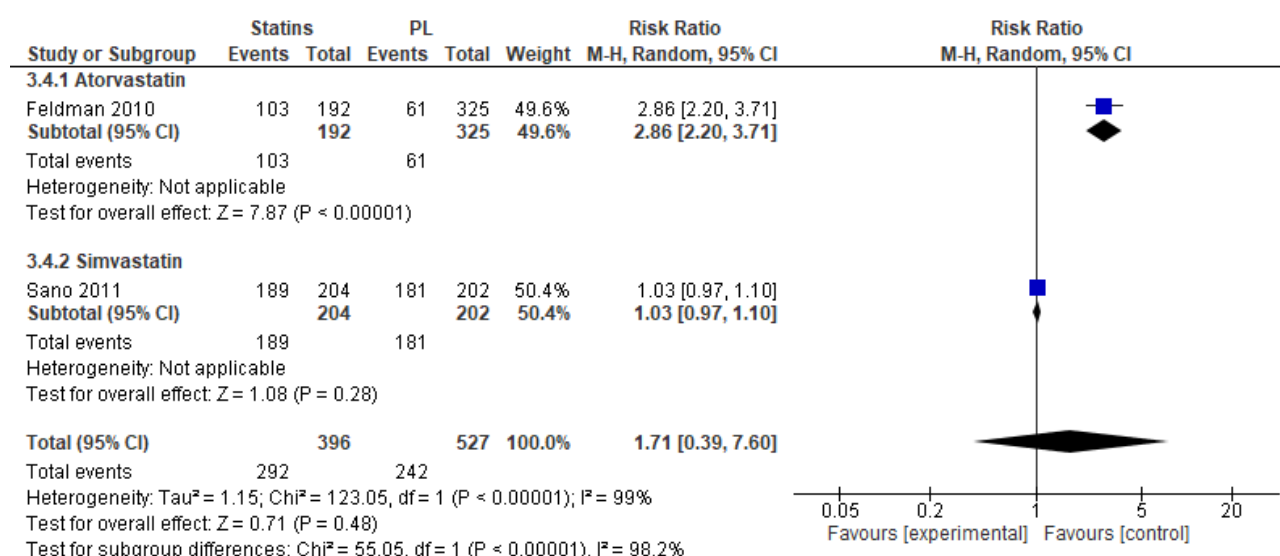 Statins PL Risk Ratio Risk Ratio
Study or Subgroup Events Total Events Total Weight M-H, Random, 95% CI M-H, Random, 95% CI
3.4.1 Atorvastatin
Feldman 2010 103 192 61 325 49.6% 2.86 [2.20, 3.71]
Subtotal (95% CI) 192 325 49.6% 2.86 [2.20, 3.71]
Total events 103 61
Heterogeneity: Not applicable
Test for overall effect: Z = 7.87 (P < 0.00001)
3.4.2 Simvastatin
Sano 2011 189 204 181 202 50.4% 1.03 [0.97, 1.10]
Subtotal (95% CI) 204 202 50.4% 1.03 [0.97, 1.10]
Total events 189 181
Heterogeneity: Not applicable
Test for overall effect: Z = 1.08 (P = 0.28)
Total (95% CI) 396 527 100.0% 1.71 [0.39, 7.60]
Total events 292 242
Heterogeneity: Tau² = 1.15; Chi² = 123.05, df = 1 (P < 0.00001); I² = 99%
Test for overall effect: Z = 0.71 (P = 0.48)
Test for subgroup differences: Chi² = 55.05, df = 1 (P < 0.00001), I² = 98.2%
0.05 0.2 1 5 20
Favours [experimental] Favours [control]